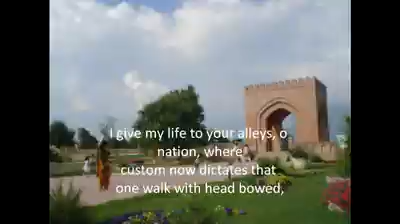 I give my life to your alleys, o
nation, where
custom now dictates that
one walk with head bowed,